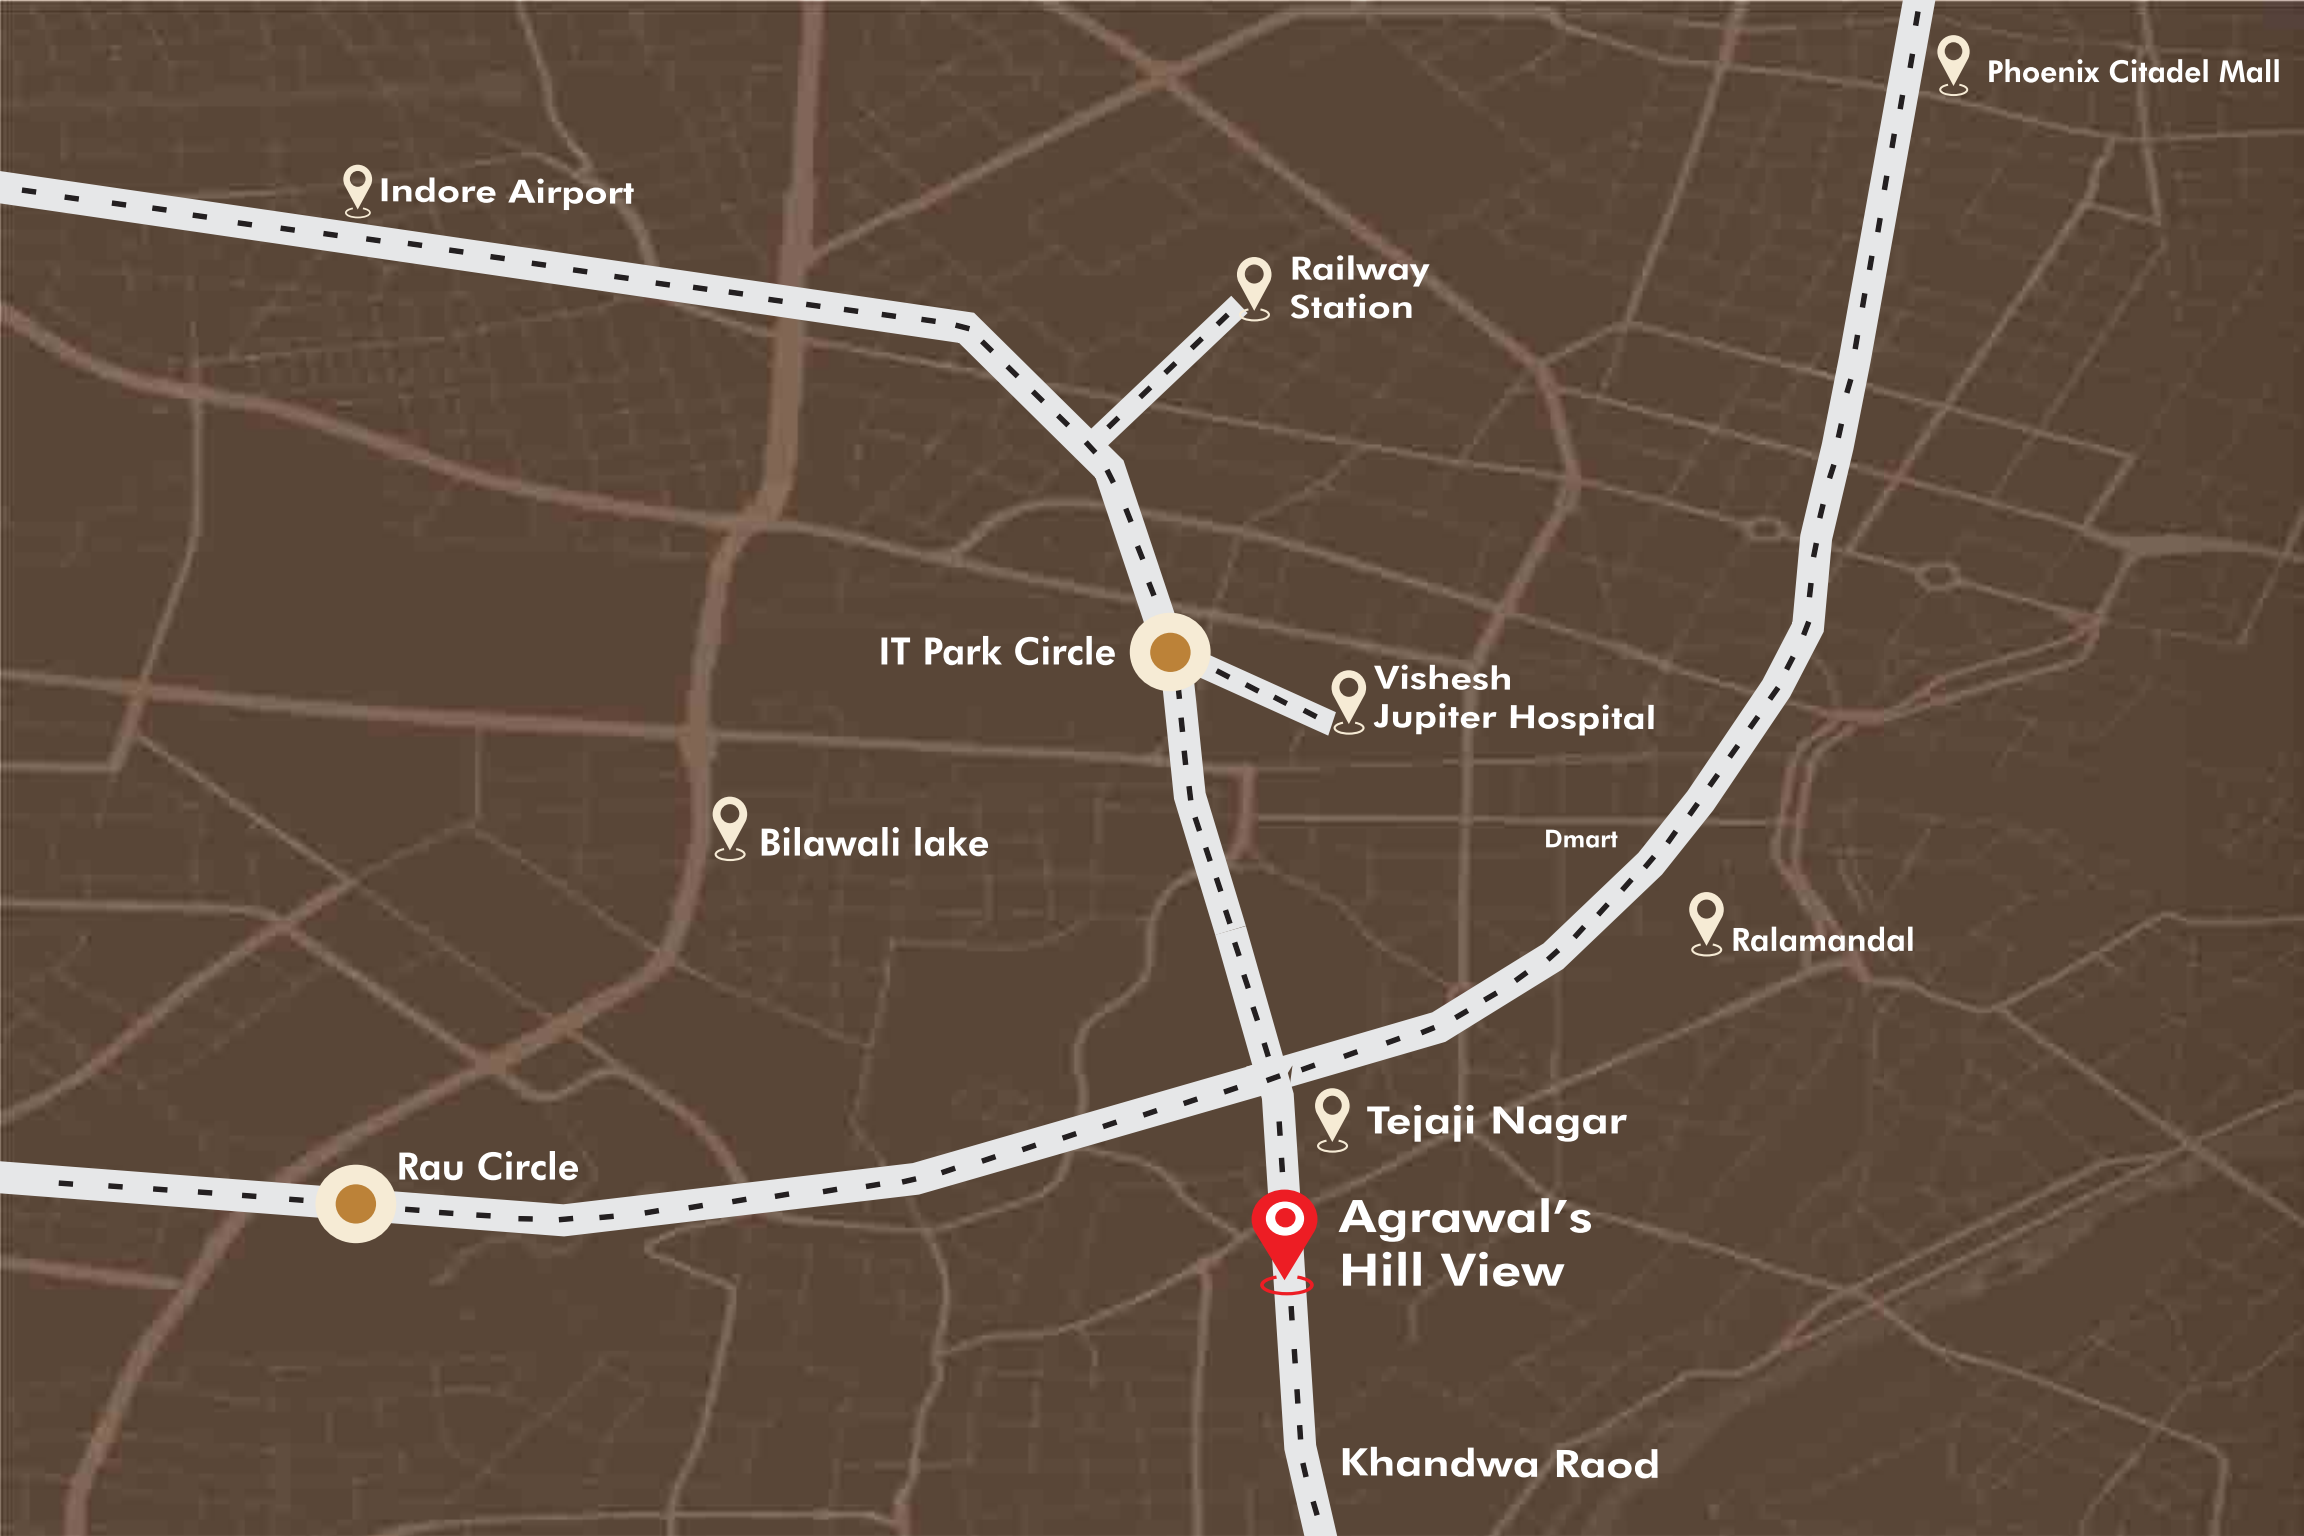 Phoenix Citadel Mall
Indore Airport
Railway
Station
IT Park Circle
Vishesh
Jupiter Hospital
Bilawali lake
Dmart
Ralamandal
Tejaji Nagar
Rau Circle
Agrawal's
Hill View
Khandwa Raod